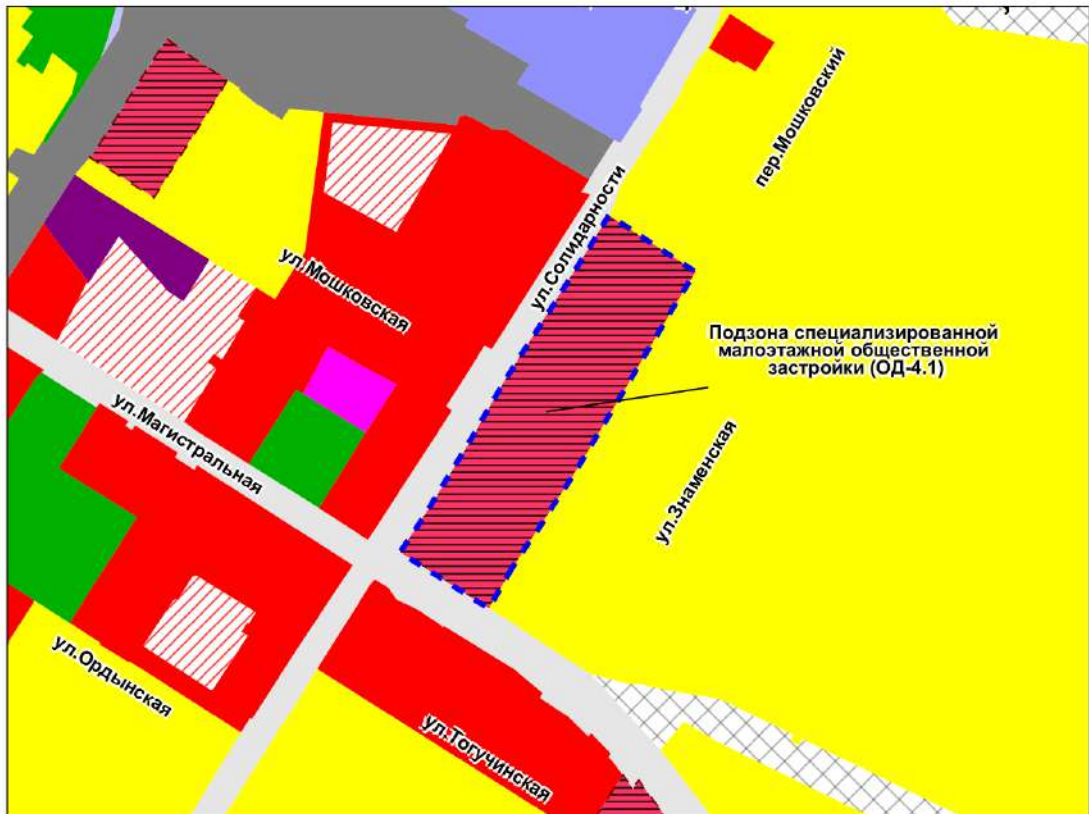 пер.Мошковский
ул.Солидарности
ул.Мошковская
Подзона специализированной
малоэтажной общественной
застройки (ОД-4.1)
ул.Магистральная
ул.Знаменская
ул.Ордынская
ул.Тогучинская